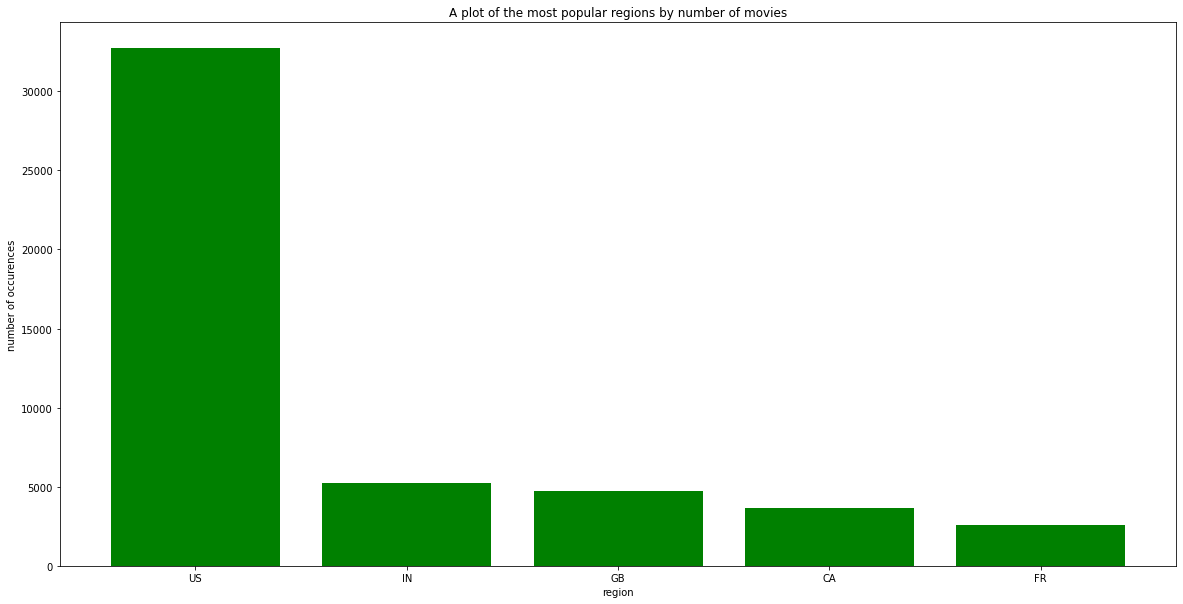 A plot of the most popular regions by number of movies
number of occurences
30000
25000
20000
15000
10000
5000
0
US IN GB CA FR
region